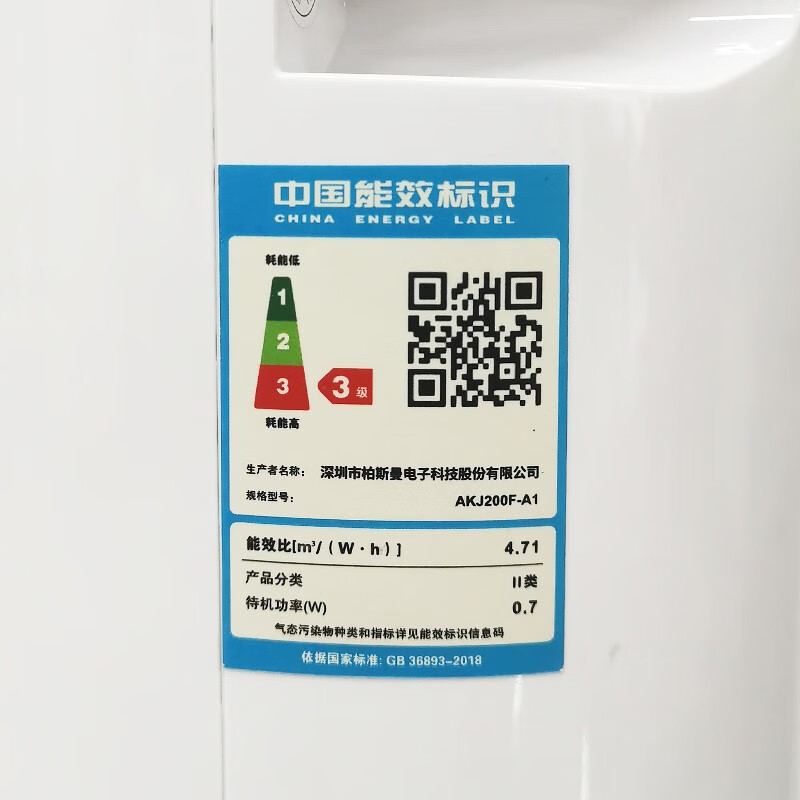 中国能效标识
CHINA ENERGY LABEL
耗能低
1
2
3
3级
耗能高
生产者名称： 深圳市柏斯曼电子科技股份有限公司
规格型号： AKJ200F-A1
能效比[m³/（W·h）] 4.71
产品分类 II类
待机功率(W) 0.7
气态污染物种类和指标详见能效标识信息码
依据国家标准: GB 36893-2018